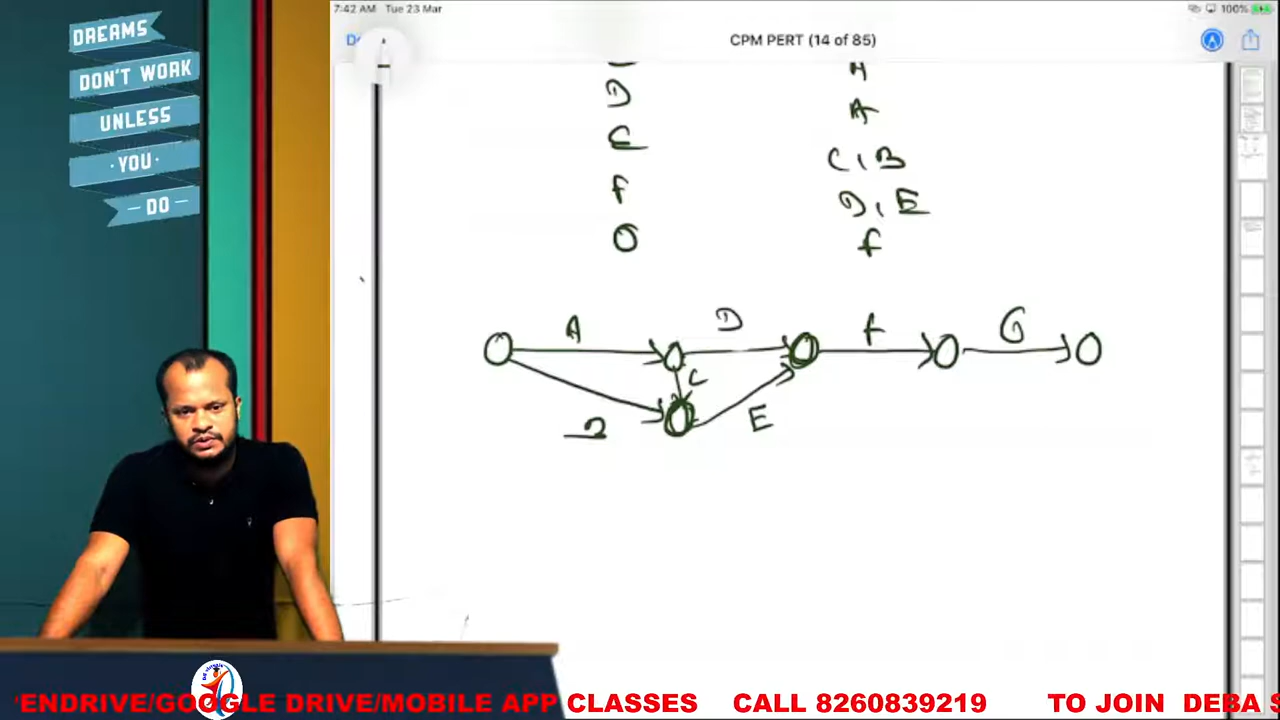 DREAMS
DON'T WORK
UNLESS
· YOU ·
— DO —
7:42 AM Tue 23 Mar
100%
CPM PERT (14 of 85)
A
D A
E C, B
F D, E
G F
A D F G
C
B E
ENDRIVE/GOOGLE DRIVE/MOBILE APP CLASSES CALL 8260839219 TO JOIN DEBA S